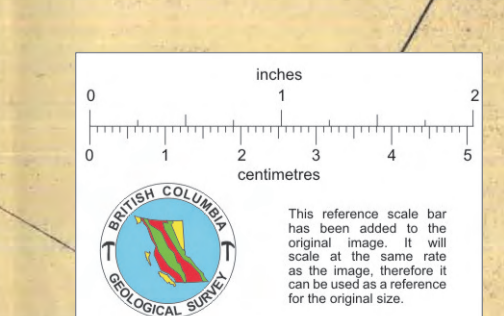 inches
0 1 2
0 1 2 3 4 5
centimetres
BRITISH COLUMBIA
GEOLOGICAL SURVEY
This reference scale bar
has been added to the
original image. It will
scale at the same rate
as the image, therefore it
can be used as a reference
for the original size.